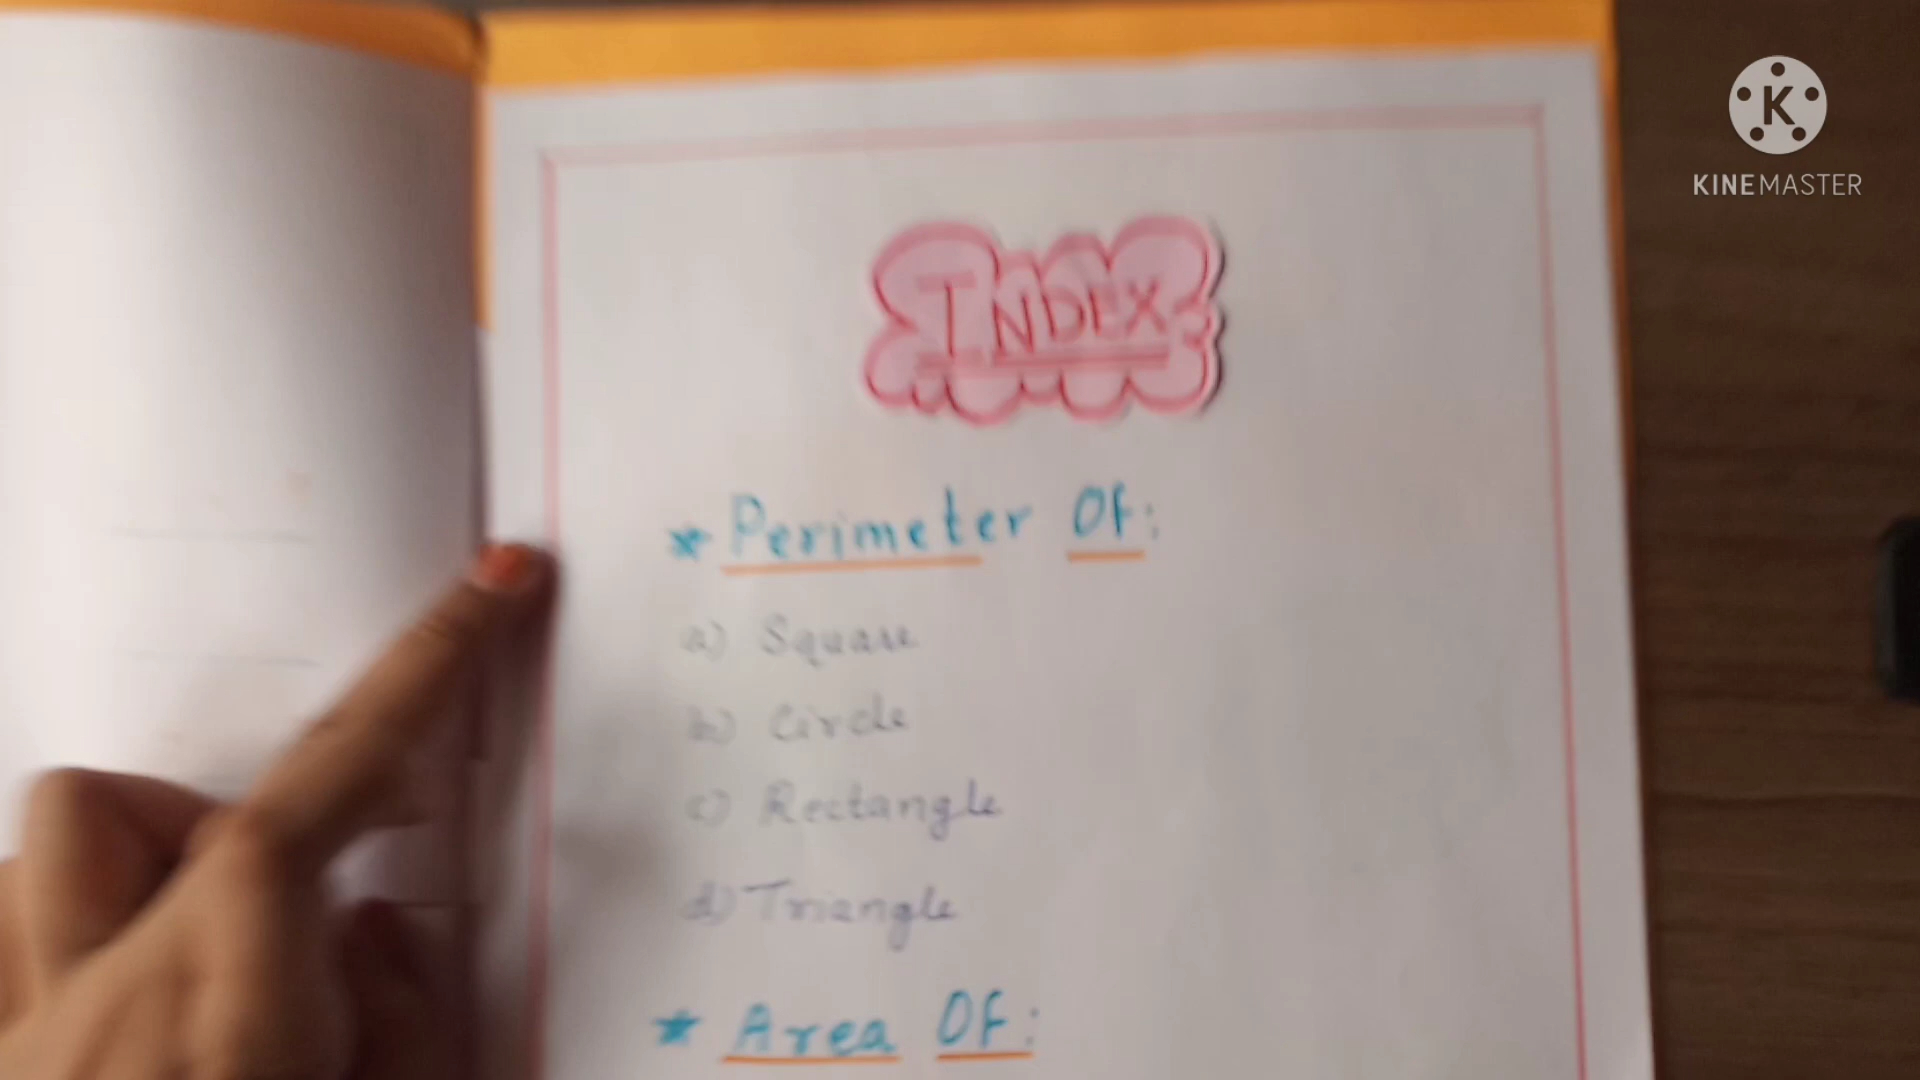 INDEX
* Perimeter Of:
a) Square
b) Circle
c) Rectangle
d) Triangle
* Area Of:
K
KINEMASTER